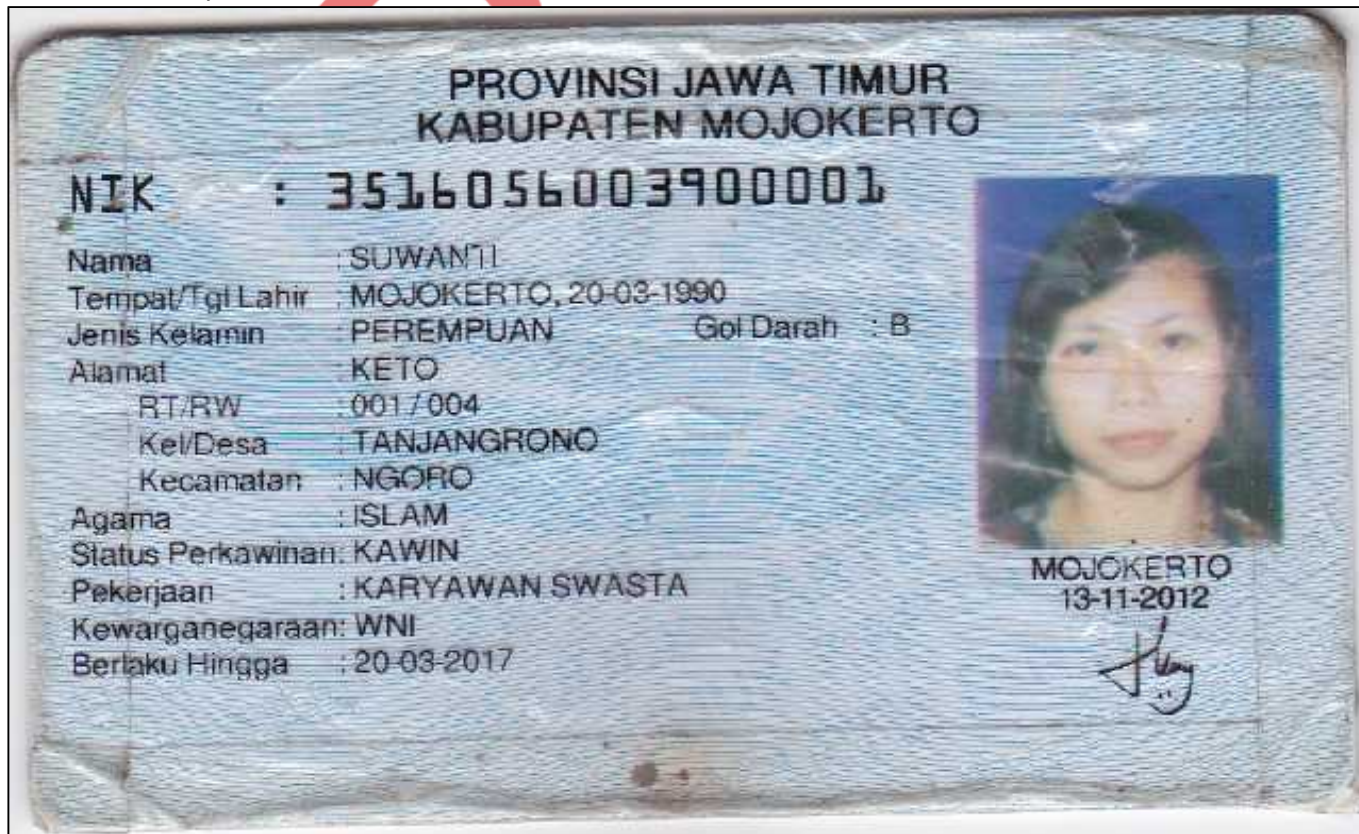 PROVINSI JAWA TIMUR
KABUPATEN MOJOKERTO
NIK : 3516056003900001
Nama : SUWANTI
Tempat/Tgl Lahir : MOJOKERTO, 20-03-1990
Jenis Kelamin : PEREMPUAN Gol Darah : B
Alamat : KETO
RT/RW : 001 / 004
Kel/Desa : TANJANGRONO
Kecamatan : NGORO
Agama : ISLAM
Status Perkawinan: KAWIN
Pekerjaan : KARYAWAN SWASTA
Kewarganegaraan: WNI
Berlaku Hingga : 20-03-2017
MOJOKERTO
13-11-2012